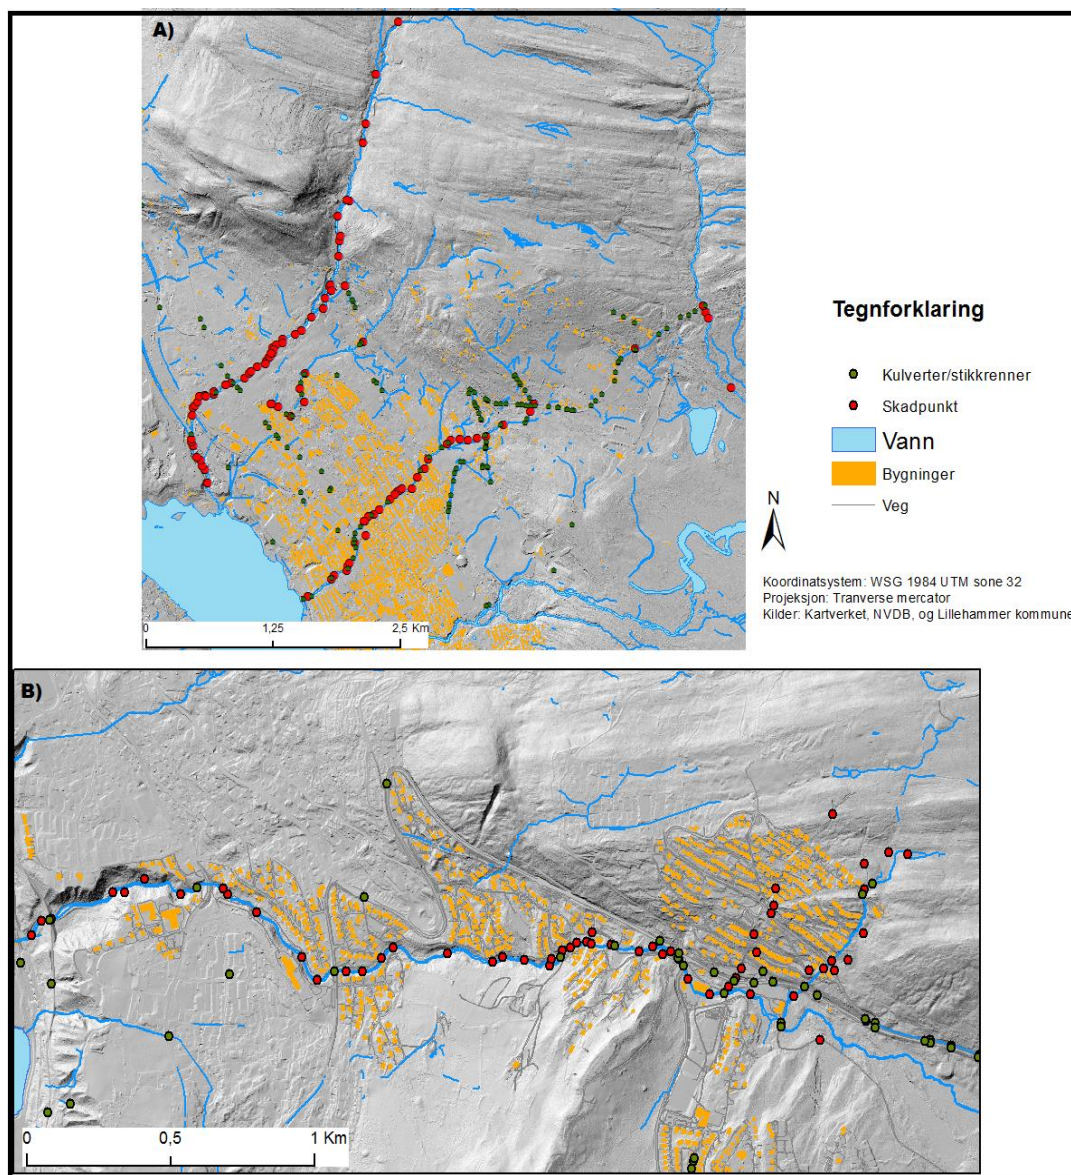 A)
0
1,25
2,5 Km
Tegnforklaring
Kulverter/stikkrenner
Skadpunkt
Vann
Bygninger
Veg
N
Koordinatsystem: WSG 1984 UTM sone 32
Projeksjon: Tranverse mercator
Kilder: Kartverket, NVDB, og Lillehammer kommune
B)
0
0,5
1 Km